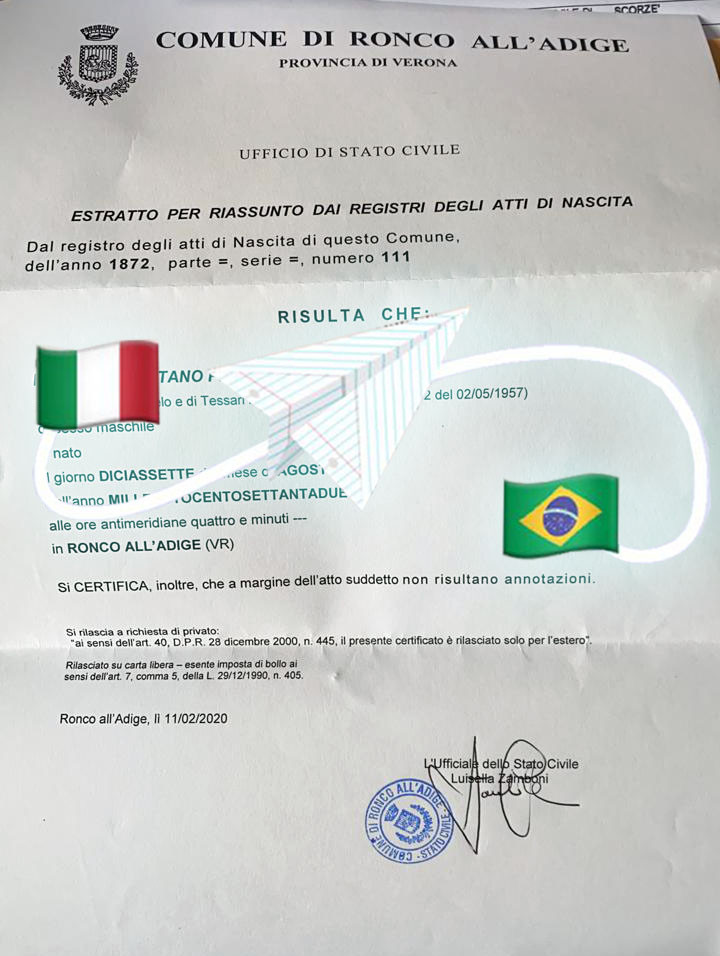 SCORZE'
COMUNE DI RONCO ALL'ADIGE
PROVINCIA DI VERONA
UFFICIO DI STATO CIVILE
ESTRATTO PER RIASSUNTO DAI REGISTRI DEGLI ATTI DI NASCITA
Dal registro degli atti di Nascita di questo Comune,
dell'anno 1872, parte =, serie =, numero 111
RISULTA CHE:
TANO
lo e di Tessari 2 del 02/05/1957)
sesso maschile
nato
l giorno DICIASSETTE mese AGOST
ll'anno MILL OCENTOSETTANTADUE
alle ore antimeridiane quattro e minuti ---
in RONCO ALL'ADIGE (VR)
Si CERTIFICA, inoltre, che a margine dell'atto suddetto non risultano annotazioni.
Si rilascia a richiesta di privato:
"ai sensi dell'art. 40, D.P.R. 28 dicembre 2000, n. 445, il presente certificato è rilasciato solo per l'estero".
Rilasciato su carta libera – esente imposta di bollo ai
sensi dell'art. 7, comma 5, della L. 29/12/1990, n. 405.
Ronco all'Adige, lì 11/02/2020
L'Ufficiale dello Stato Civile
Luisella Zamboni
COMUNE DI RONCO ALL'ADIGE - STATO CIVILE